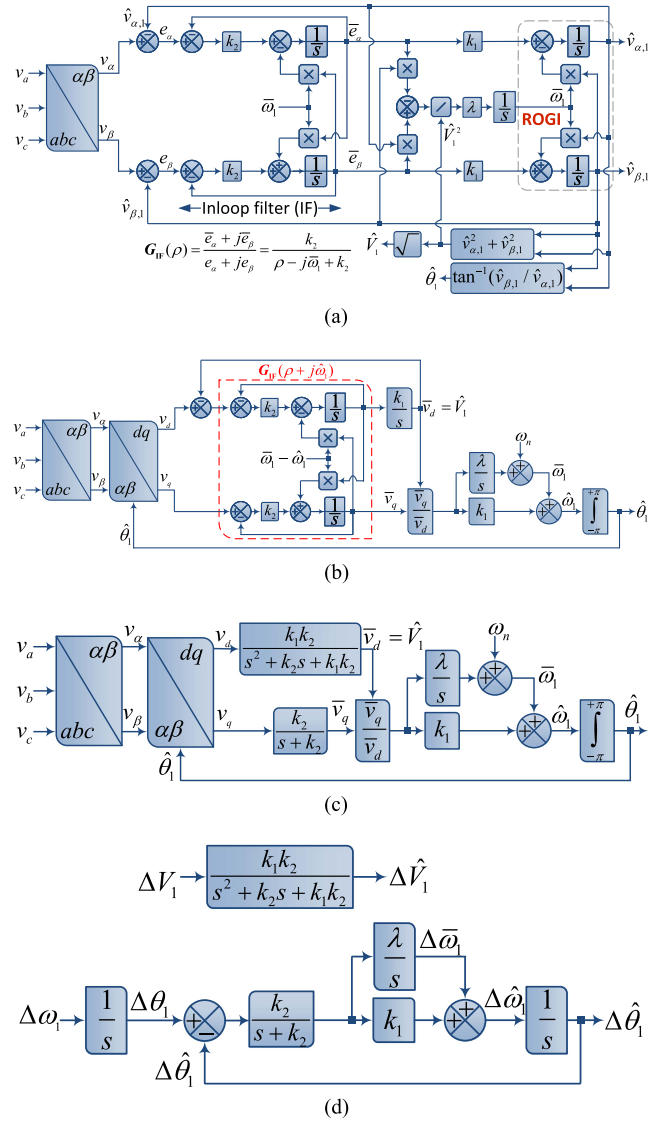 v̂α,1 eα ēα k₁ v̂α,1
vα k₂ 1/s 1/s
va αβ
vb ω̄₁ / λ 1/s ω̄₁
ROGI
vc abc V̂₁²
vβ eβ k₂ 1/s ēβ k₁ 1/s v̂β,1
v̂β,1
Inloop filter (IF)
G_IF(ρ) = (ēα + jēβ)/(eα + jeβ) = k₂/(ρ − jω̄₁ + k₂)
V̂₁ √ v̂²α,1 + v̂²β,1
θ̂₁ tan⁻¹(v̂β,1 / v̂α,1)
(a)
G_IF(ρ + jω̂₁)
va αβ vα dq vd k₂ 1/s k₁/s v̄d = V̂₁
vb ω̄₁ − ω̂₁ ωn
λ/s ω̄₁
vc abc vβ αβ vq k₂ 1/s v̄q v̄q/v̄d k₁ ω̂₁ ∫ +π −π θ̂₁
θ̂₁
(b)
va αβ vα dq vd k₁k₂/(s² + k₂s + k₁k₂) v̄d = V̂₁ ωn
vb λ/s ω̄₁
vc abc vβ αβ vq k₂/(s + k₂) v̄q v̄q/v̄d k₁ ω̂₁ ∫ +π −π θ̂₁
θ̂₁
(c)
ΔV₁ k₁k₂/(s² + k₂s + k₁k₂) ΔV̂₁
λ/s Δω̄₁
Δω₁ 1/s Δθ₁ k₂/(s + k₂) k₁ Δω̂₁ 1/s Δθ̂₁
Δθ̂₁
(d)